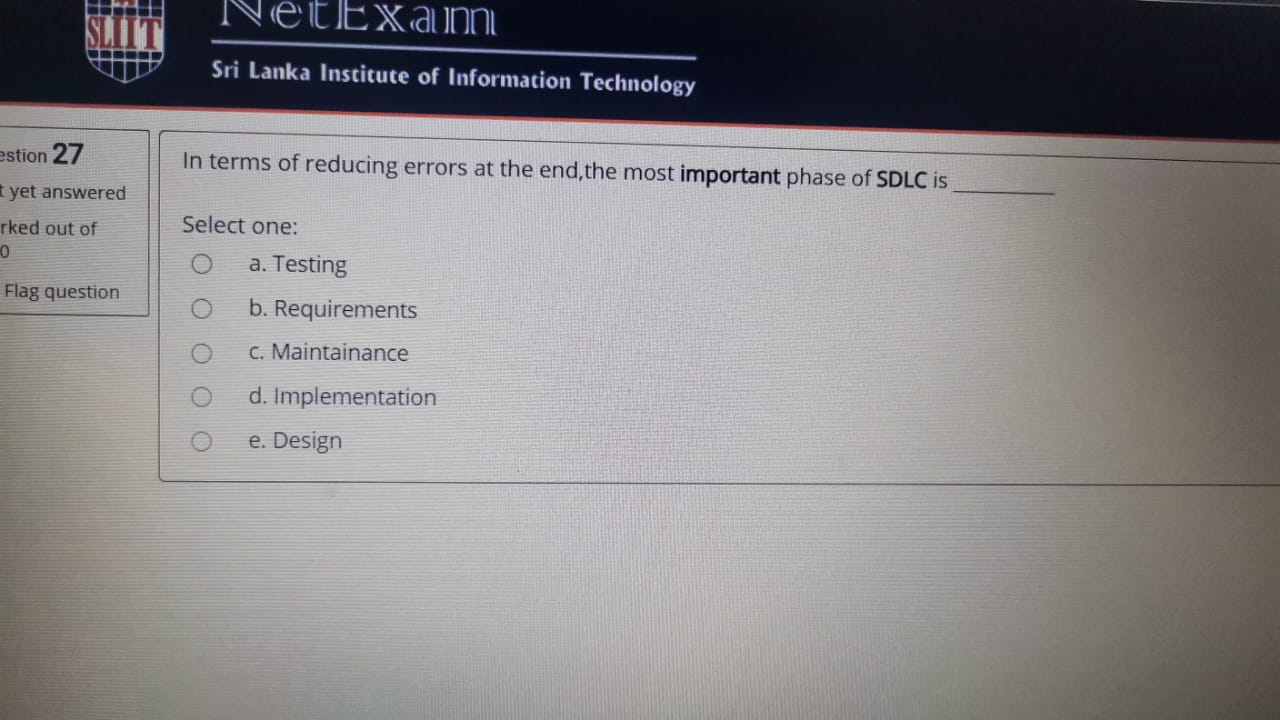 SLIIT
NetExam
Sri Lanka Institute of Information Technology
estion 27
t yet answered
rked out of
0
Flag question
In terms of reducing errors at the end,the most important phase of SDLC is __________
Select one:
a. Testing
b. Requirements
c. Maintainance
d. Implementation
e. Design